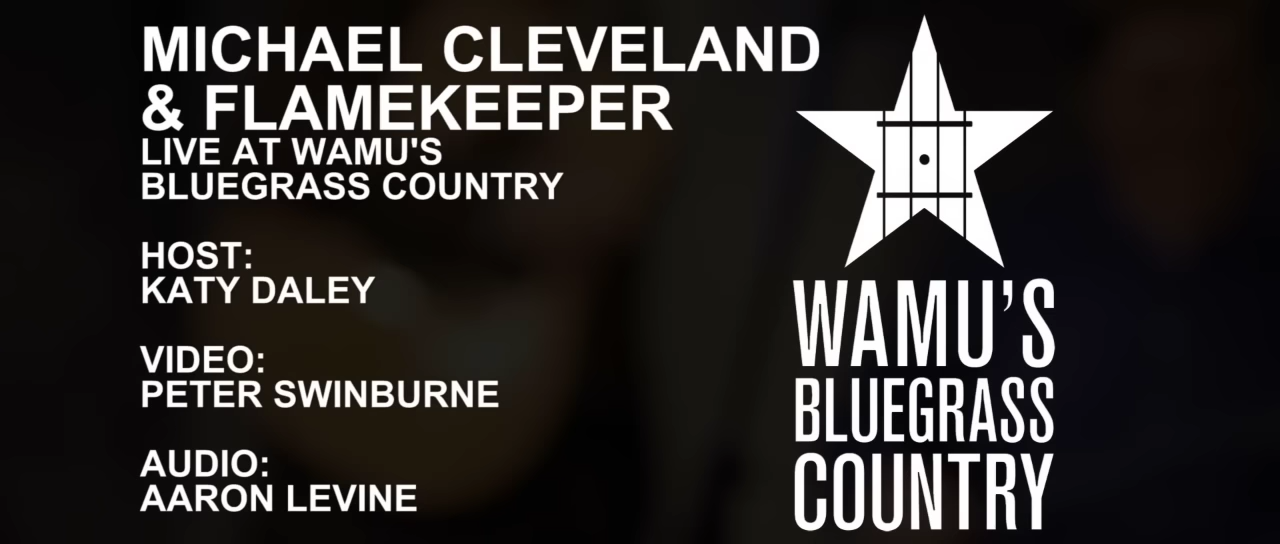 MICHAEL CLEVELAND
& FLAMEKEEPER
LIVE AT WAMU'S
BLUEGRASS COUNTRY
HOST:
KATY DALEY
VIDEO:
PETER SWINBURNE
AUDIO:
AARON LEVINE
WAMU'S
BLUEGRASS
COUNTRY